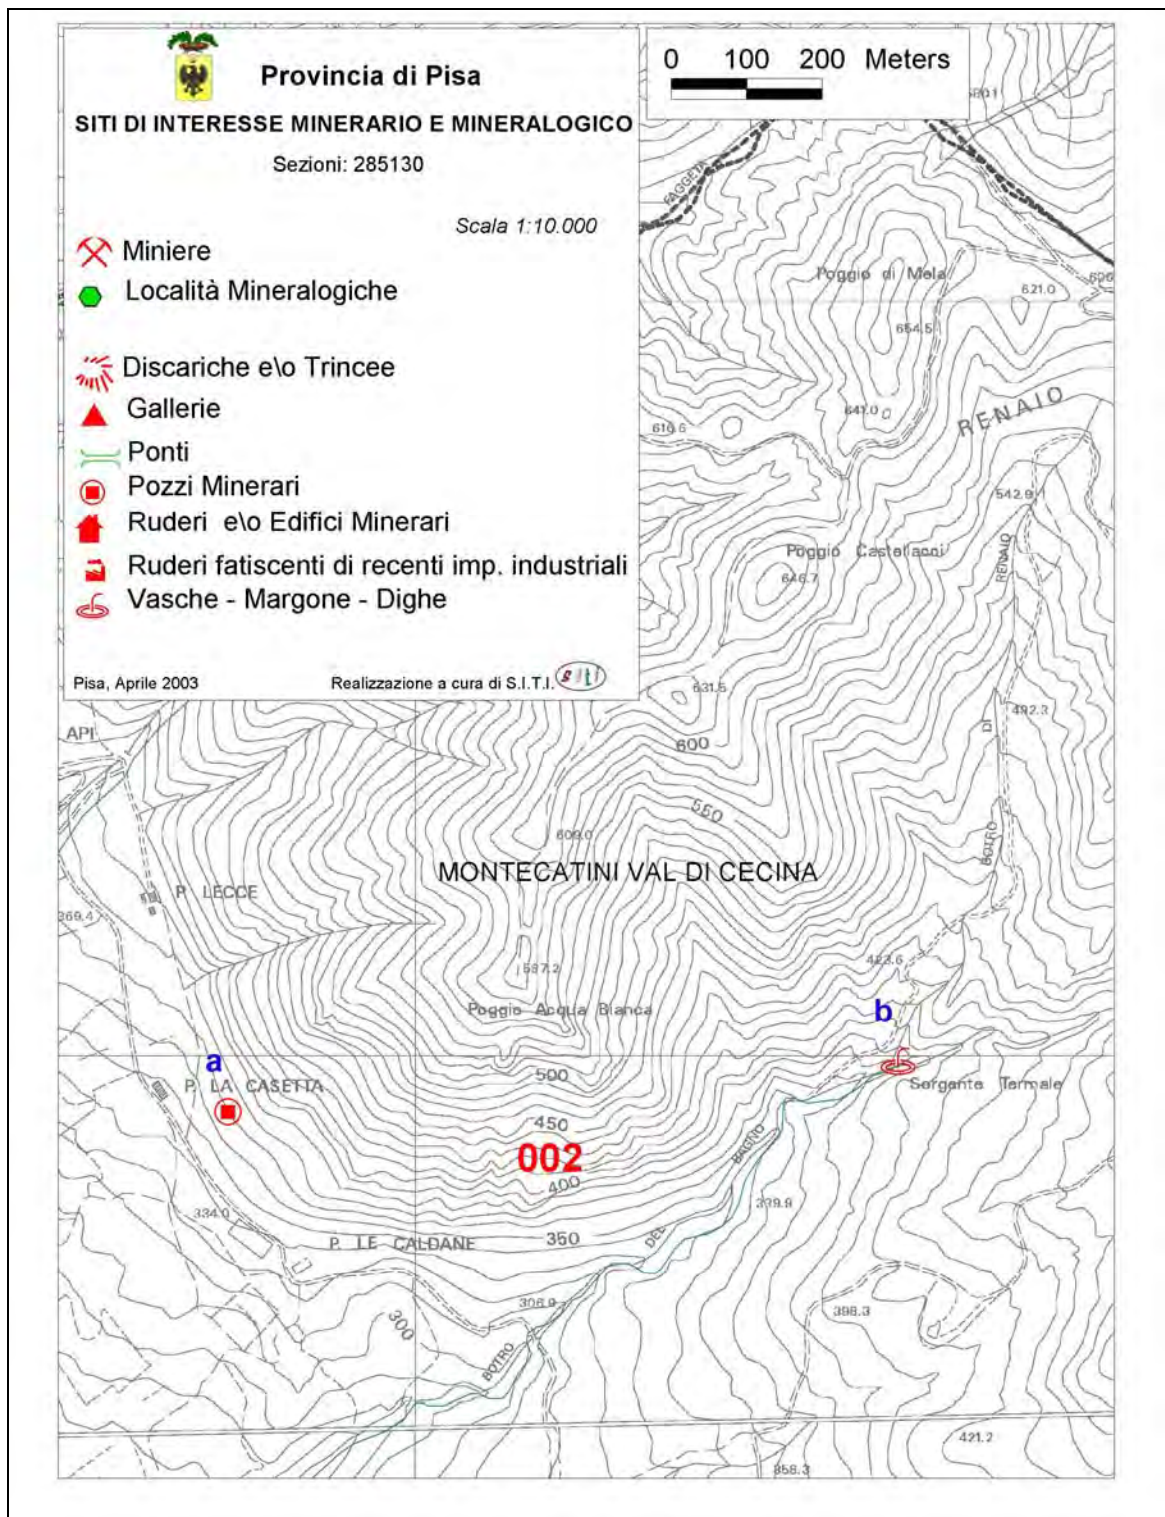 Provincia di Pisa
SITI DI INTERESSE MINERARIO E MINERALOGICO
Sezioni: 285130
Scala 1:10.000
Miniere
Località Mineralogiche
Discariche e\o Trincee
Gallerie
Ponti
Pozzi Minerari
Ruderi e\o Edifici Minerari
Ruderi fatiscenti di recenti imp. industriali
Vasche - Margone - Dighe
Pisa, Aprile 2003
Realizzazione a cura di S.I.T.I.
0 100 200 Meters
FAGGETA
Poggio di Mela
621.0
654.5
641.0
616.6
RENAIO
542.9
Poggio Castellacci
646.7
RENAIO
631.5
492.3
DI
600
API
550
609.0
BOTRO
MONTECATINI VAL DI CECINA
P. LECCE
369.4
423.6
597.2
Poggio Acqua Bianca
b
a
500
Sorgente Termale
P. LA CASETTA
450
BAGNO
002
400
339.9
334.0
DEL
P. LE CALDANE
350
306.9
398.3
300
BOTRO
421.2
358.3